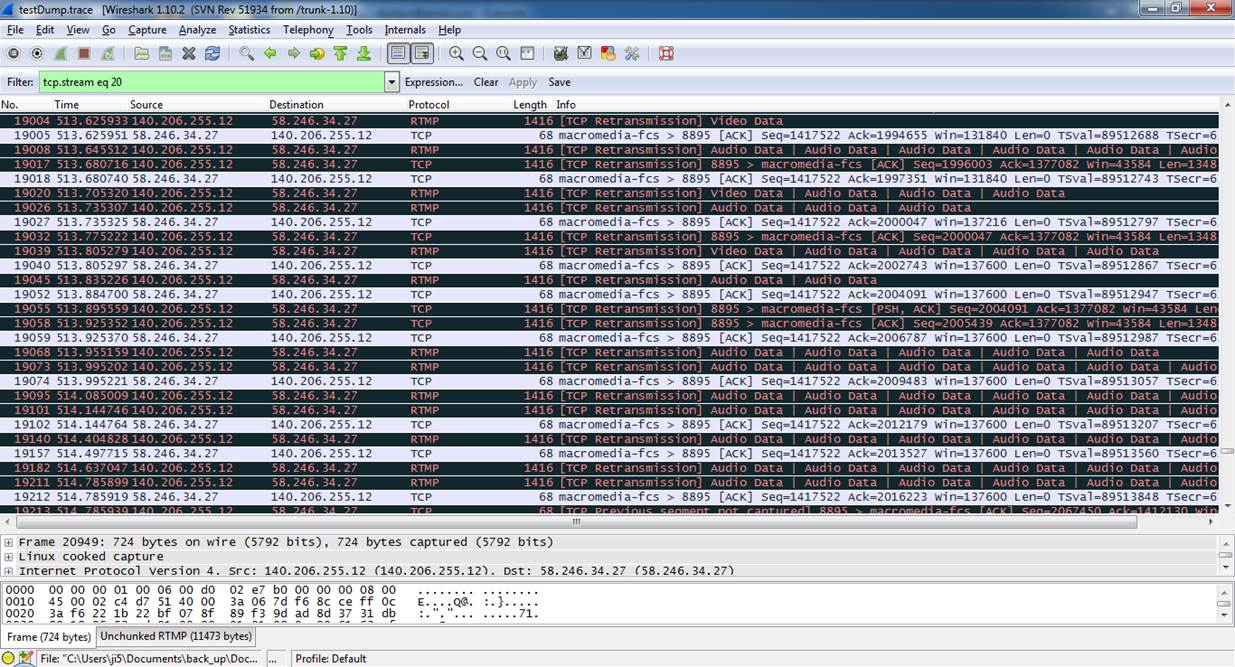 testDump.trace [Wireshark 1.10.2 (SVN Rev 51934 from /trunk-1.10)]
File Edit View Go Capture Analyze Statistics Telephony Tools Internals Help
Filter: tcp.stream eq 20 Expression... Clear Apply Save
No. Time Source Destination Protocol Length Info
19004 513.625933 140.206.255.12 58.246.34.27 RTMP 1416 [TCP Retransmission] Video Data
19005 513.625951 58.246.34.27 140.206.255.12 TCP 68 macromedia-fcs > 8895 [ACK] Seq=1417522 Ack=1994655 Win=131840 Len=0 TSval=89512688 TSecr=6
19008 513.645512 140.206.255.12 58.246.34.27 RTMP 1416 [TCP Retransmission] Audio Data | Audio Data | Audio Data | Audio Data | Audio Data | Audio
19017 513.680716 140.206.255.12 58.246.34.27 TCP 1416 [TCP Retransmission] 8895 > macromedia-fcs [ACK] Seq=1996003 Ack=1377082 Win=43584 Len=1348
19018 513.680740 58.246.34.27 140.206.255.12 TCP 68 macromedia-fcs > 8895 [ACK] Seq=1417522 Ack=1997351 Win=131840 Len=0 TSval=89512743 TSecr=6
19020 513.705320 140.206.255.12 58.246.34.27 RTMP 1416 [TCP Retransmission] Video Data | Audio Data | Audio Data | Audio Data
19026 513.735307 140.206.255.12 58.246.34.27 RTMP 1416 [TCP Retransmission] Audio Data | Audio Data | Audio Data
19027 513.735325 58.246.34.27 140.206.255.12 TCP 68 macromedia-fcs > 8895 [ACK] Seq=1417522 Ack=2000047 Win=137216 Len=0 TSval=89512797 TSecr=6
19032 513.775222 140.206.255.12 58.246.34.27 TCP 1416 [TCP Retransmission] 8895 > macromedia-fcs [ACK] Seq=2000047 Ack=1377082 Win=43584 Len=1348
19039 513.805279 140.206.255.12 58.246.34.27 RTMP 1416 [TCP Retransmission] Video Data | Audio Data | Audio Data | Audio Data | Audio Data
19040 513.805297 58.246.34.27 140.206.255.12 TCP 68 macromedia-fcs > 8895 [ACK] Seq=1417522 Ack=2002743 Win=137600 Len=0 TSval=89512867 TSecr=6
19045 513.835226 140.206.255.12 58.246.34.27 RTMP 1416 [TCP Retransmission] Audio Data | Audio Data
19052 513.884700 58.246.34.27 140.206.255.12 TCP 68 macromedia-fcs > 8895 [ACK] Seq=1417522 Ack=2004091 Win=137600 Len=0 TSval=89512947 TSecr=6
19055 513.895559 140.206.255.12 58.246.34.27 TCP 1416 [TCP Retransmission] 8895 > macromedia-fcs [PSH, ACK] Seq=2004091 Ack=1377082 Win=43584 Len
19058 513.925352 140.206.255.12 58.246.34.27 TCP 1416 [TCP Retransmission] 8895 > macromedia-fcs [ACK] Seq=2005439 Ack=1377082 Win=43584 Len=1348
19059 513.925370 58.246.34.27 140.206.255.12 TCP 68 macromedia-fcs > 8895 [ACK] Seq=1417522 Ack=2006787 Win=137600 Len=0 TSval=89512987 TSecr=6
19068 513.955159 140.206.255.12 58.246.34.27 RTMP 1416 [TCP Retransmission] Audio Data | Audio Data | Audio Data | Audio Data | Audio Data
19073 513.995202 140.206.255.12 58.246.34.27 RTMP 1416 [TCP Retransmission] Audio Data | Audio Data | Audio Data | Audio Data | Audio Data | Audio
19074 513.995221 58.246.34.27 140.206.255.12 TCP 68 macromedia-fcs > 8895 [ACK] Seq=1417522 Ack=2009483 Win=137600 Len=0 TSval=89513057 TSecr=6
19095 514.085009 140.206.255.12 58.246.34.27 RTMP 1416 [TCP Retransmission] Audio Data | Audio Data | Audio Data | Audio Data | Audio Data | Audio
19101 514.144746 140.206.255.12 58.246.34.27 RTMP 1416 [TCP Retransmission] Audio Data | Audio Data | Audio Data | Audio Data | Audio Data | Audio
19102 514.144764 58.246.34.27 140.206.255.12 TCP 68 macromedia-fcs > 8895 [ACK] Seq=1417522 Ack=2012179 Win=137600 Len=0 TSval=89513207 TSecr=6
19140 514.404828 140.206.255.12 58.246.34.27 RTMP 1416 [TCP Retransmission] Audio Data | Audio Data | Audio Data | Audio Data | Audio Data | Audio
19157 514.497715 58.246.34.27 140.206.255.12 TCP 68 macromedia-fcs > 8895 [ACK] Seq=1417522 Ack=2013527 Win=137600 Len=0 TSval=89513560 TSecr=6
19182 514.637047 140.206.255.12 58.246.34.27 RTMP 1416 [TCP Retransmission] Audio Data | Audio Data | Audio Data | Audio Data | Audio Data | Audio
19211 514.785899 140.206.255.12 58.246.34.27 RTMP 1416 [TCP Retransmission] Audio Data | Audio Data | Audio Data | Audio Data | Audio Data | Audio
19212 514.785919 58.246.34.27 140.206.255.12 TCP 68 macromedia-fcs > 8895 [ACK] Seq=1417522 Ack=2016223 Win=137600 Len=0 TSval=89513848 TSecr=6
19213 514.785939 140.206.255.12 58.246.34.27 TCP 68 [TCP Previous segment not captured] 8895 > macromedia-fcs [ACK] Seq=2067450 Ack=1412130 Win
Frame 20949: 724 bytes on wire (5792 bits), 724 bytes captured (5792 bits)
Linux cooked capture
Internet Protocol Version 4, Src: 140.206.255.12 (140.206.255.12), Dst: 58.246.34.27 (58.246.34.27)
0000 00 00 00 01 00 06 00 d0 02 e7 b0 00 00 00 08 00 ........ ........
0010 45 00 02 c4 d7 51 40 00 3a 06 7d f6 8c ce ff 0c E....Q@. :.}.....
0020 3a f6 22 1b 22 bf 07 8f 89 f3 9d ad 8d 37 31 db :."."... .....71.
Frame (724 bytes) Unchunked RTMP (11473 bytes)
File: "C:\Users\ji5\Documents\back_up\Doc... ... Profile: Default